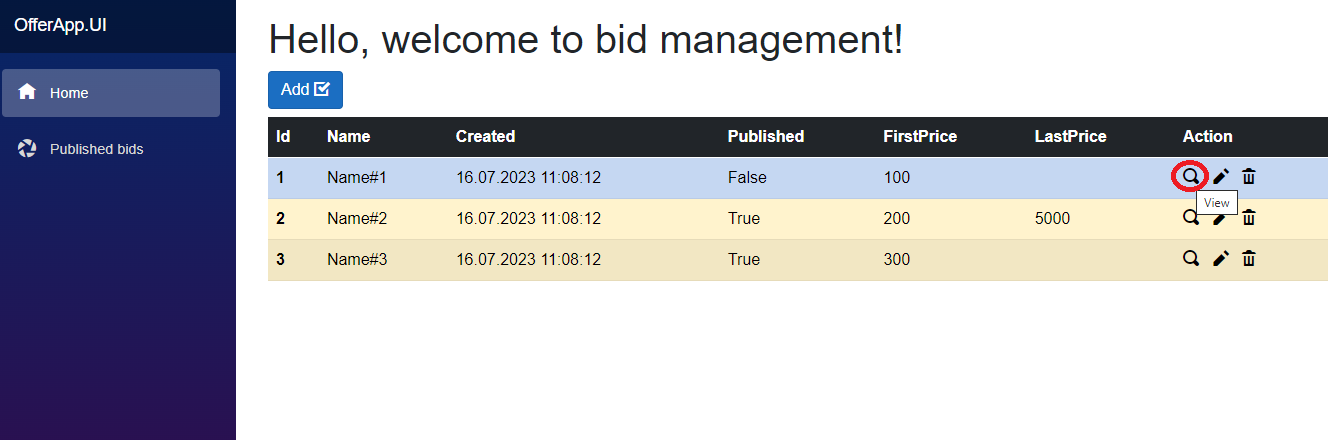 OfferApp.UI
Home
Published bids
Hello, welcome to bid management!
Add
Id Name Created Published FirstPrice LastPrice Action
1 Name#1 16.07.2023 11:08:12 False 100
View
2 Name#2 16.07.2023 11:08:12 True 200 5000
3 Name#3 16.07.2023 11:08:12 True 300